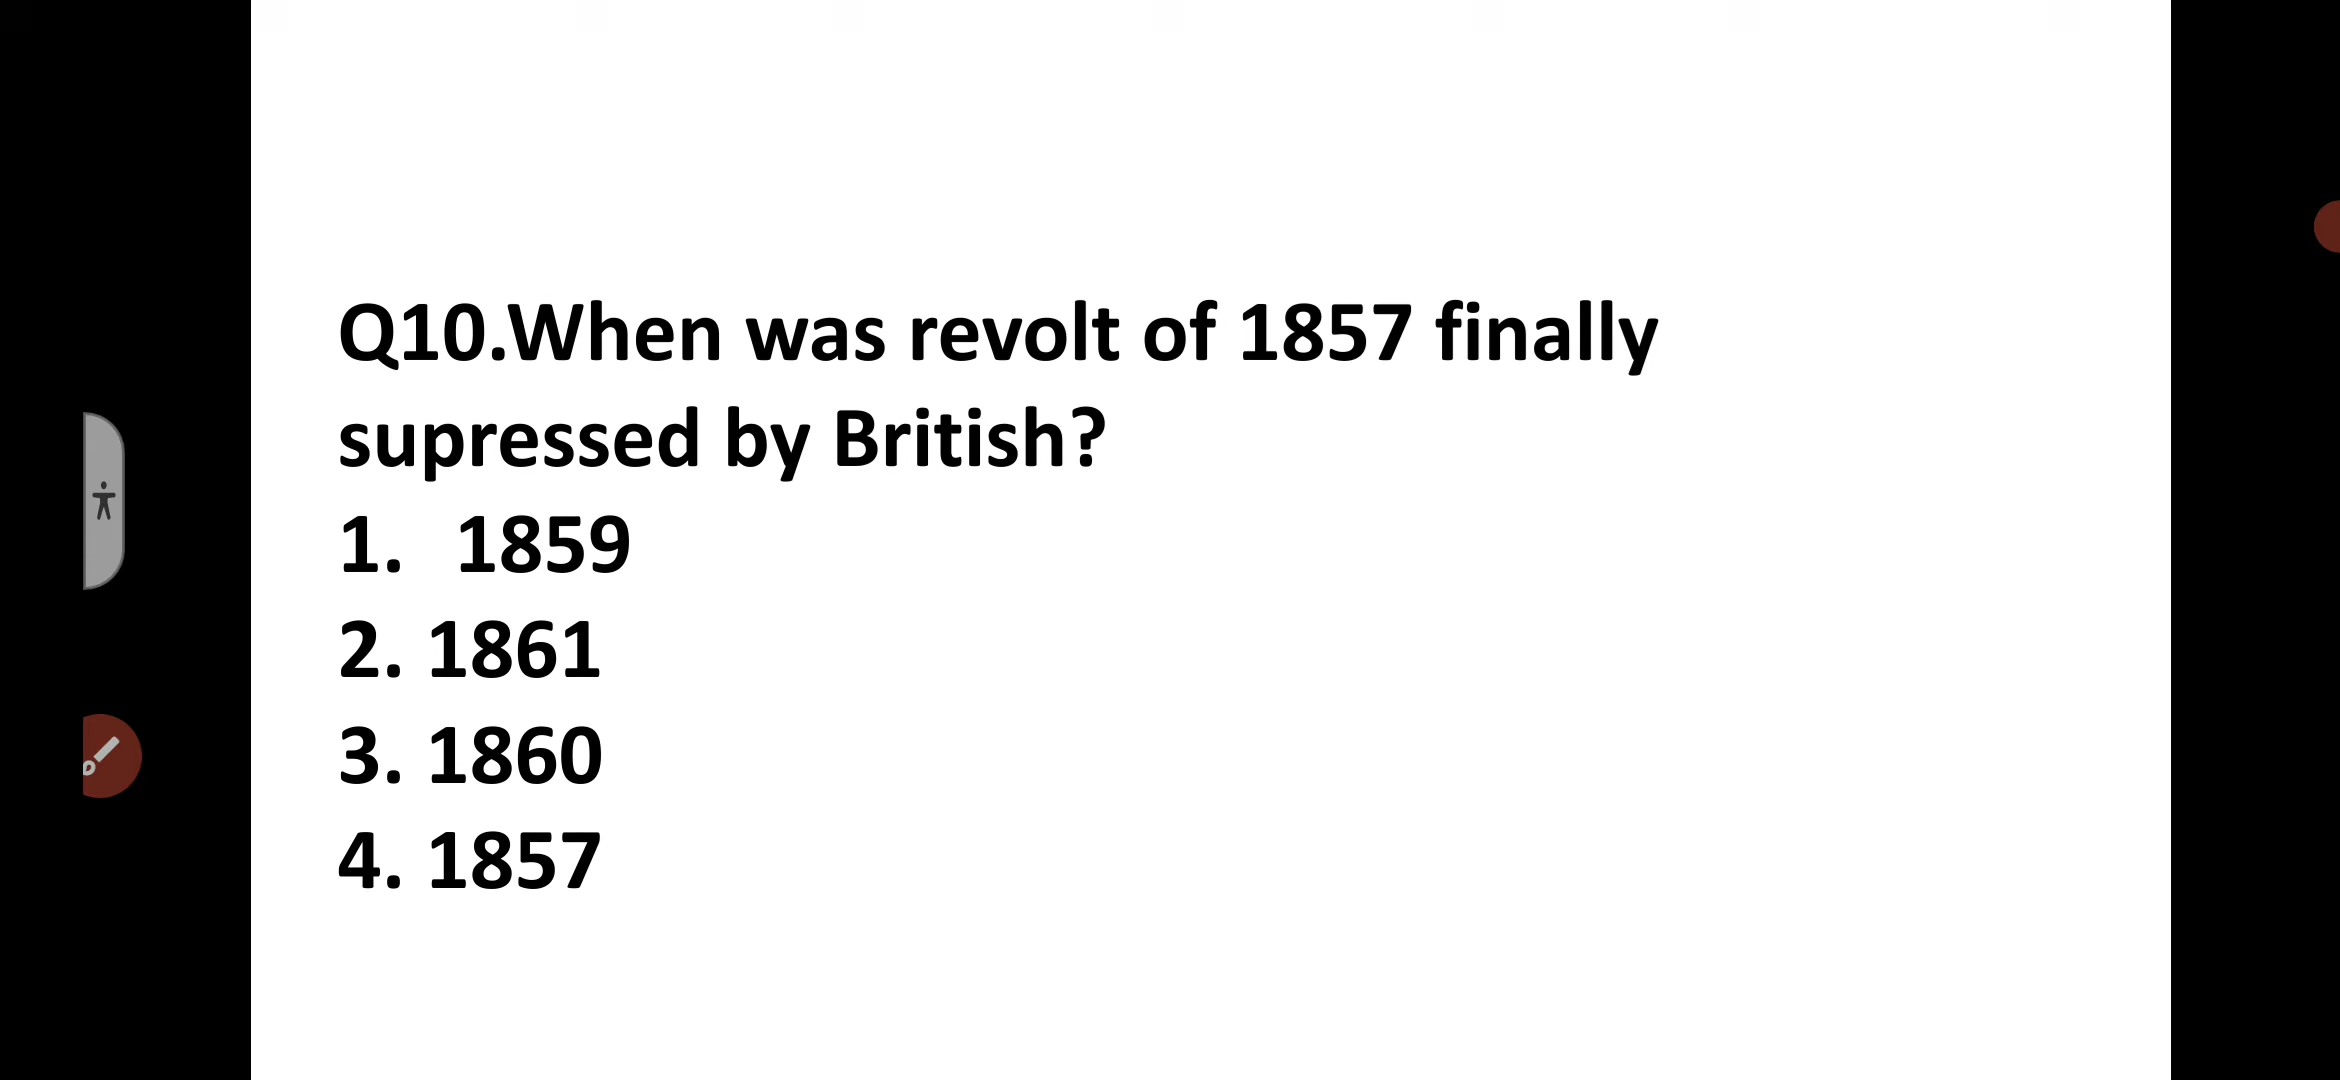 Q10.When was revolt of 1857 finally
supressed by British?
1. 1859
2. 1861
3. 1860
4. 1857